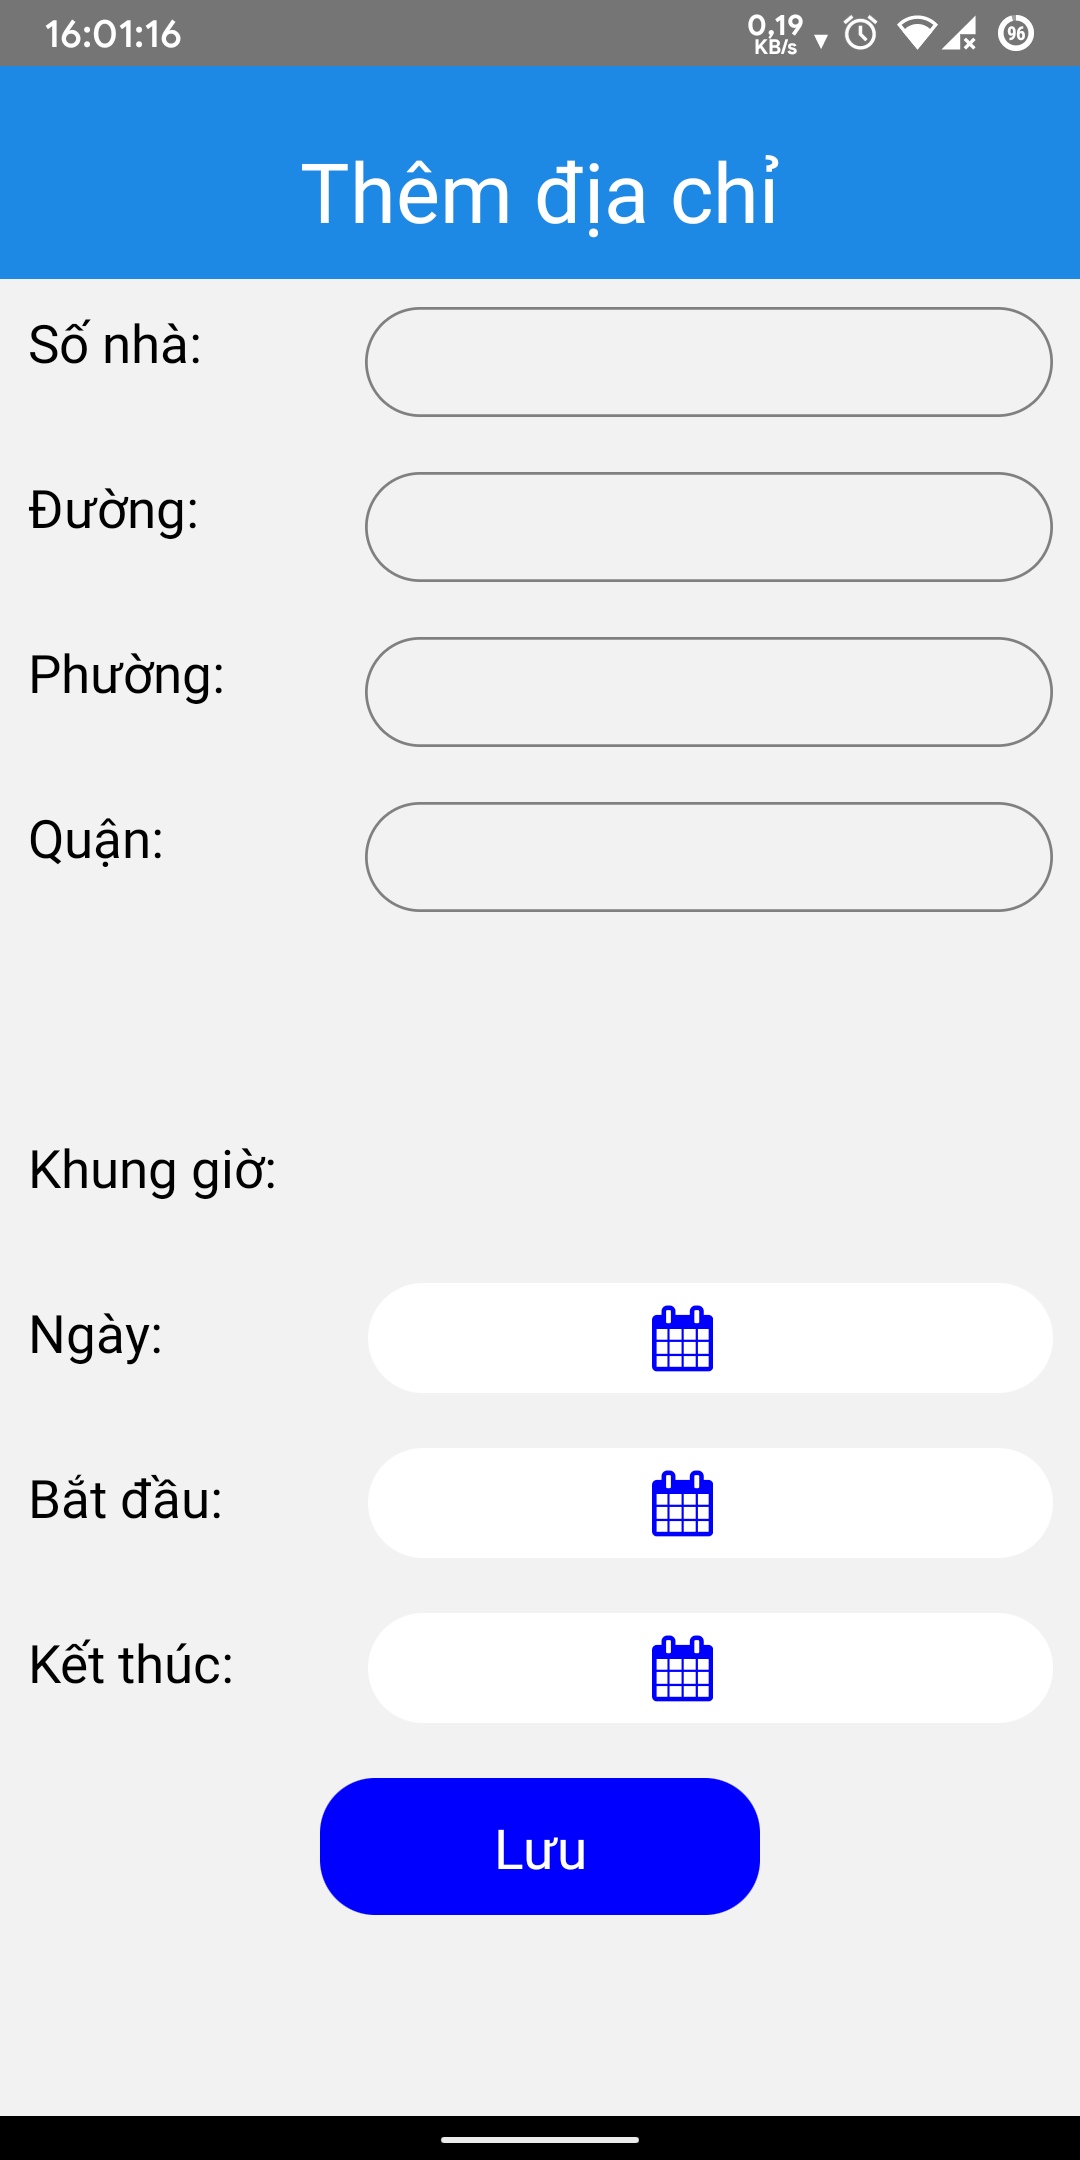 16:01:16
0,19
KB/s
96
Thêm địa chỉ
Số nhà:
Đường:
Phường:
Quận:
Khung giờ:
Ngày:
Bắt đầu:
Kết thúc:
Lưu